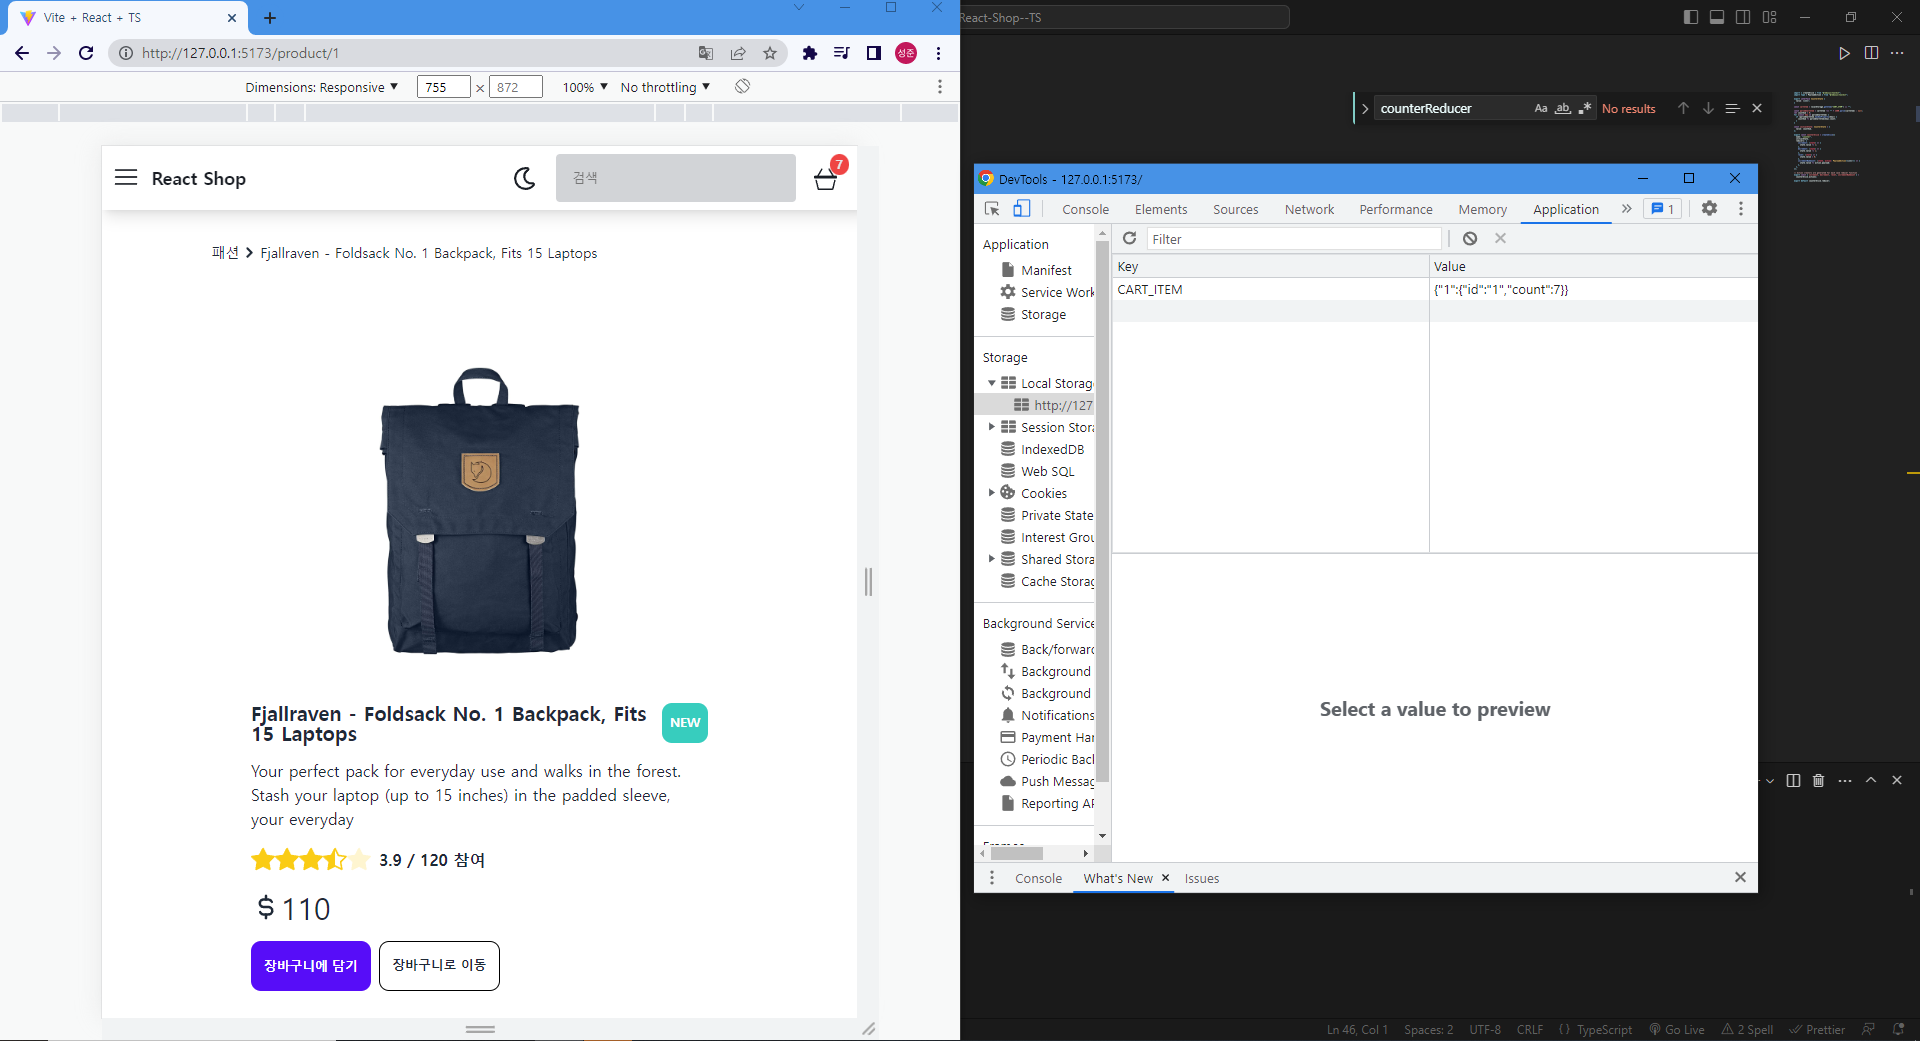 Vite + React + TS
http://127.0.0.1:5173/product/1
성준
Dimensions: Responsive
755 × 872
100%
No throttling
React Shop
검색
7
패션 > Fjallraven - Foldsack No. 1 Backpack, Fits 15 Laptops
Fjallraven - Foldsack No. 1 Backpack, Fits
15 Laptops
NEW
Your perfect pack for everyday use and walks in the forest.
Stash your laptop (up to 15 inches) in the padded sleeve,
your everyday
3.9 / 120 참여
$ 110
장바구니에 담기
장바구니로 이동
React-Shop--TS
counterReducer
Aa ab .*
No results
DevTools - 127.0.0.1:5173/
Console
Elements
Sources
Network
Performance
Memory
Application
1
Filter
Key
Value
CART_ITEM
{"1":{"id":"1","count":7}}
Application
Manifest
Service Work
Storage
Storage
Local Storag
http://127
Session Stora
IndexedDB
Web SQL
Cookies
Private State
Interest Grou
Shared Stora
Cache Storag
Background Service
Back/forward
Background
Background
Notifications
Payment Han
Periodic Back
Push Messag
Reporting AP
Frames
Select a value to preview
Console
What's New
Issues
Ln 46, Col 1
Spaces: 2
UTF-8
CRLF
{ } TypeScript
Go Live
2 Spell
Prettier